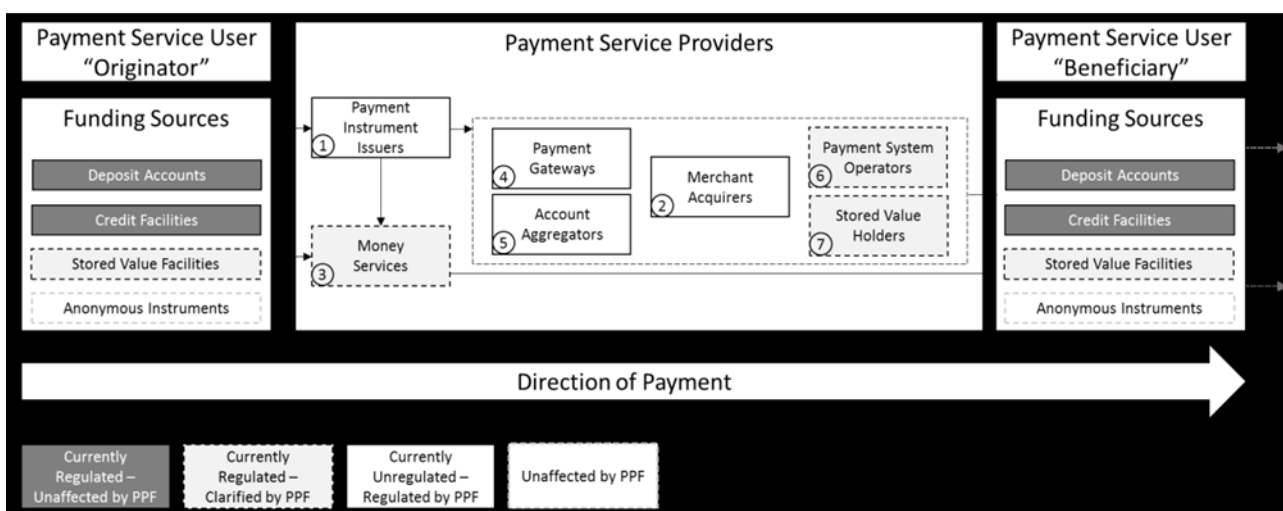 Payment Service User
“Originator”
Funding Sources
Deposit Accounts
Credit Facilities
Stored Value Facilities
Anonymous Instruments
Payment Service Providers
Payment
Instrument
Issuers
1
Money
Services
3
Payment
Gateways
4
Account
Aggregators
5
Merchant
Acquirers
2
Payment System
Operators
6
Stored Value
Holders
7
Payment Service User
“Beneficiary”
Funding Sources
Deposit Accounts
Credit Facilities
Stored Value Facilities
Anonymous Instruments
Direction of Payment
Currently
Regulated –
Unaffected by PPF
Currently
Regulated –
Clarified by PPF
Currently
Unregulated –
Regulated by PPF
Unaffected by PPF